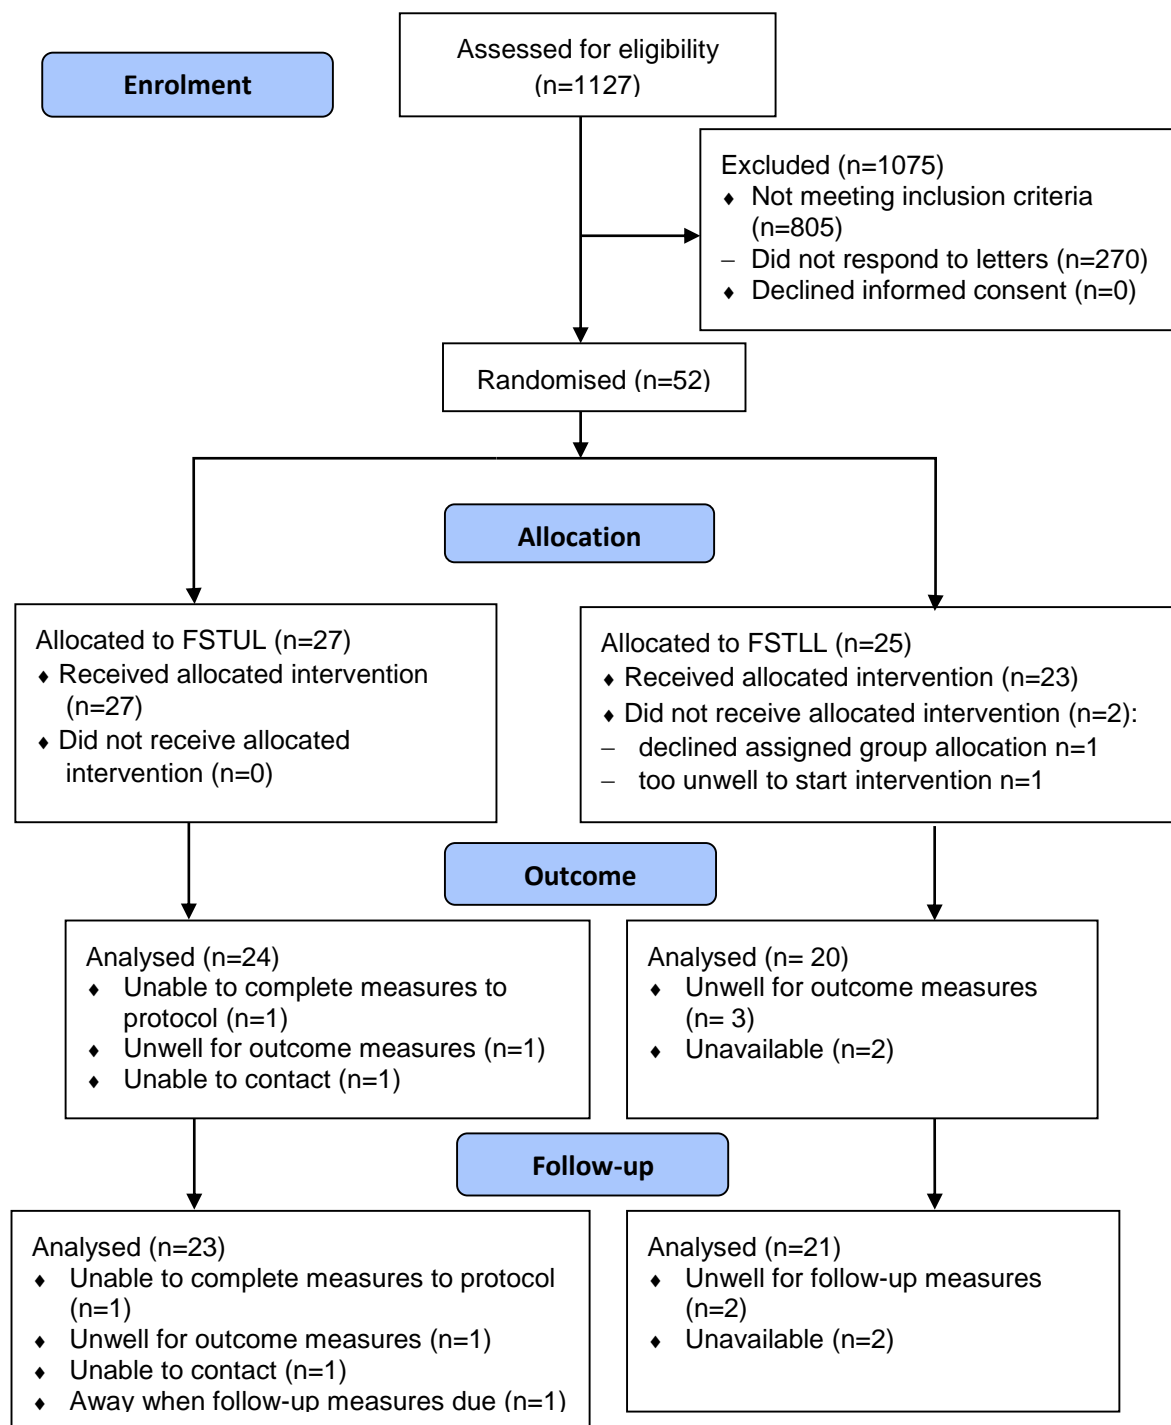 Enrolment
Assessed for eligibility
(n=1127)
Excluded (n=1075)
♦ Not meeting inclusion criteria
(n=805)
– Did not respond to letters (n=270)
♦ Declined informed consent (n=0)
Randomised (n=52)
Allocation
Allocated to FSTUL (n=27)
♦ Received allocated intervention
(n=27)
♦ Did not receive allocated
intervention (n=0)
Allocated to FSTLL (n=25)
♦ Received allocated intervention (n=23)
♦ Did not receive allocated intervention (n=2):
– declined assigned group allocation n=1
– too unwell to start intervention n=1
Outcome
Analysed (n=24)
♦ Unable to complete measures to
protocol (n=1)
♦ Unwell for outcome measures (n=1)
♦ Unable to contact (n=1)
Analysed (n= 20)
♦ Unwell for outcome measures
(n= 3)
♦ Unavailable (n=2)
Follow-up
Analysed (n=23)
♦ Unable to complete measures to protocol
(n=1)
♦ Unwell for outcome measures (n=1)
♦ Unable to contact (n=1)
♦ Away when follow-up measures due (n=1)
Analysed (n=21)
♦ Unwell for follow-up measures
(n=2)
♦ Unavailable (n=2)